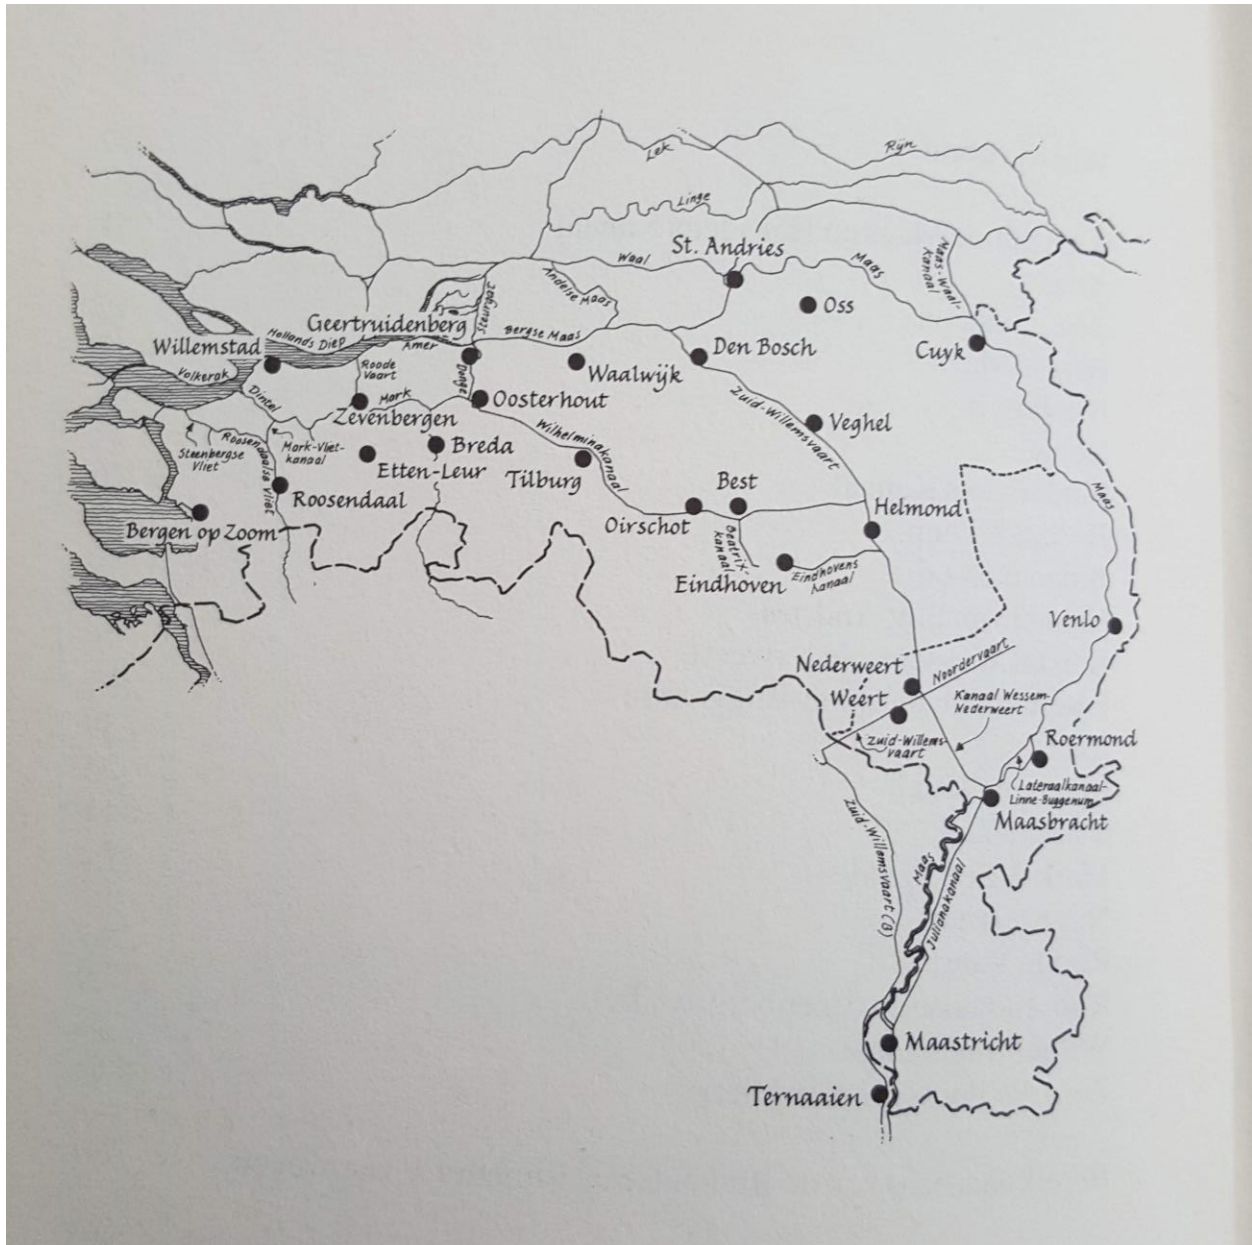 Lek
Rijn
Linge
St. Andries
Waal
Maas
Maas-Waal-
Kanaal
Andelse Maas
Steurgat
Oss
Geertruidenberg
Bergse Maas
Hollands Diep
Amer
Willemstad
Den Bosch
Cuyk
Volkerak
Roode
Vaart
Donge
Waalwijk
Dintel
Mark
Oosterhout
Zuid-Willemsvaart
Zevenbergen
Veghel
Steenbergse
Vliet
Roosendaalse Vliet
Mark-Vliet-
kanaal
Breda
Wilhelminakanaal
Etten-Leur
Tilburg
Roosendaal
Best
Maas
Bergen op Zoom
Oirschot
Helmond
Beatrix-
kanaal
Eindhoven
Eindhovens
kanaal
Venlo
Nederweert
Noordervaart
Weert
Kanaal Wessem-
Nederweert
Zuid-Willems-
vaart
Roermond
Lateraalkanaal-
Linne-Buggenum
Maasbracht
Zuid-Willemsvaart (B)
Maas
Julianakanaal
Maastricht
Ternaaien